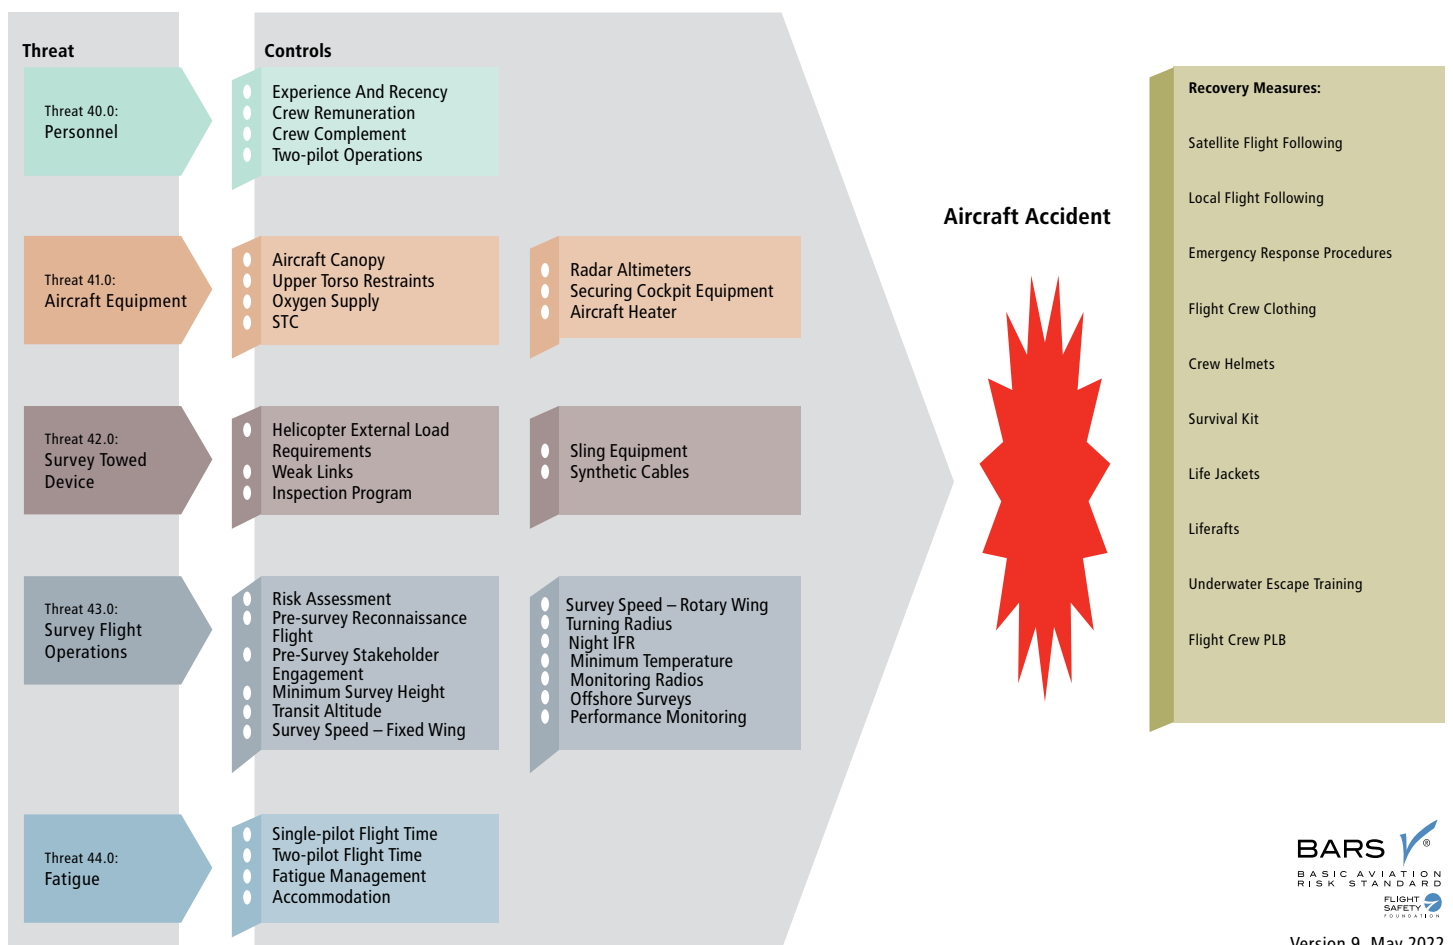 Threat
Controls
Threat 40.0:
Personnel
Experience And Recency
Crew Remuneration
Crew Complement
Two-pilot Operations
Threat 41.0:
Aircraft Equipment
Aircraft Canopy
Upper Torso Restraints
Oxygen Supply
STC
Radar Altimeters
Securing Cockpit Equipment
Aircraft Heater
Threat 42.0:
Survey Towed
Device
Helicopter External Load
Requirements
Weak Links
Inspection Program
Sling Equipment
Synthetic Cables
Threat 43.0:
Survey Flight
Operations
Risk Assessment
Pre-survey Reconnaissance
Flight
Pre-Survey Stakeholder
Engagement
Minimum Survey Height
Transit Altitude
Survey Speed – Fixed Wing
Survey Speed – Rotary Wing
Turning Radius
Night IFR
Minimum Temperature
Monitoring Radios
Offshore Surveys
Performance Monitoring
Threat 44.0:
Fatigue
Single-pilot Flight Time
Two-pilot Flight Time
Fatigue Management
Accommodation
Aircraft Accident
Recovery Measures:
Satellite Flight Following
Local Flight Following
Emergency Response Procedures
Flight Crew Clothing
Crew Helmets
Survival Kit
Life Jackets
Liferafts
Underwater Escape Training
Flight Crew PLB
BARS ®
BASIC AVIATION
RISK STANDARD
FLIGHT
SAFETY
FOUNDATION
Version 9, May 2022